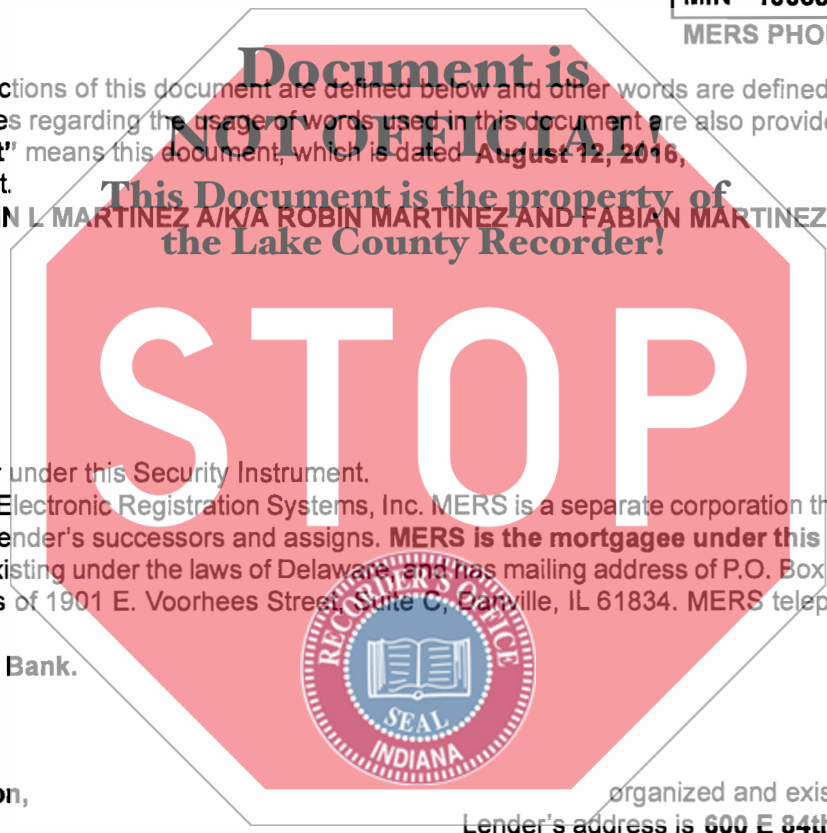 MIN
MERS PHO
Document is
ctions of this document are defined below and other words are defined
NOT OFFICIAL!
es regarding the usage of words used in this document are also provide
t" means this document, which is dated August 12, 2016,
t.
This Document is the property of
N L MARTINEZ A/K/A ROBIN MARTINEZ AND FABIAN MARTINEZ
the Lake County Recorder!
STOP
r under this Security Instrument.
Electronic Registration Systems, Inc. MERS is a separate corporation th
ender's successors and assigns. MERS is the mortgagee under this
xisting under the laws of Delaware, and has mailing address of P.O. Box
s of 1901 E. Voorhees Street, Suite C, Danville, IL 61834. MERS telep
RECORDER'S OFFICE
SEAL
INDIANA
Bank.
on,
organized and exis
Lender's address is 600 E 84th